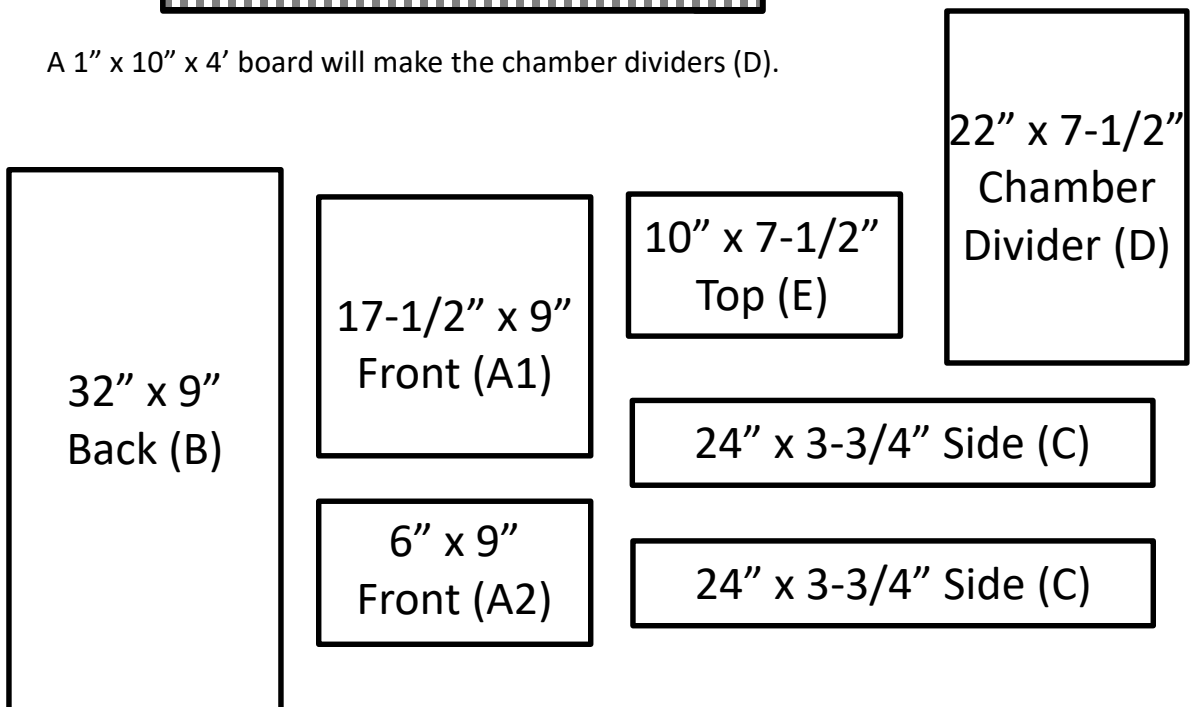 A 1” x 10” x 4’ board will make the chamber dividers (D).
22” x 7-1/2”
Chamber
Divider (D)
32” x 9”
Back (B)
17-1/2” x 9”
Front (A1)
10” x 7-1/2”
Top (E)
24” x 3-3/4” Side (C)
6” x 9”
Front (A2)
24” x 3-3/4” Side (C)